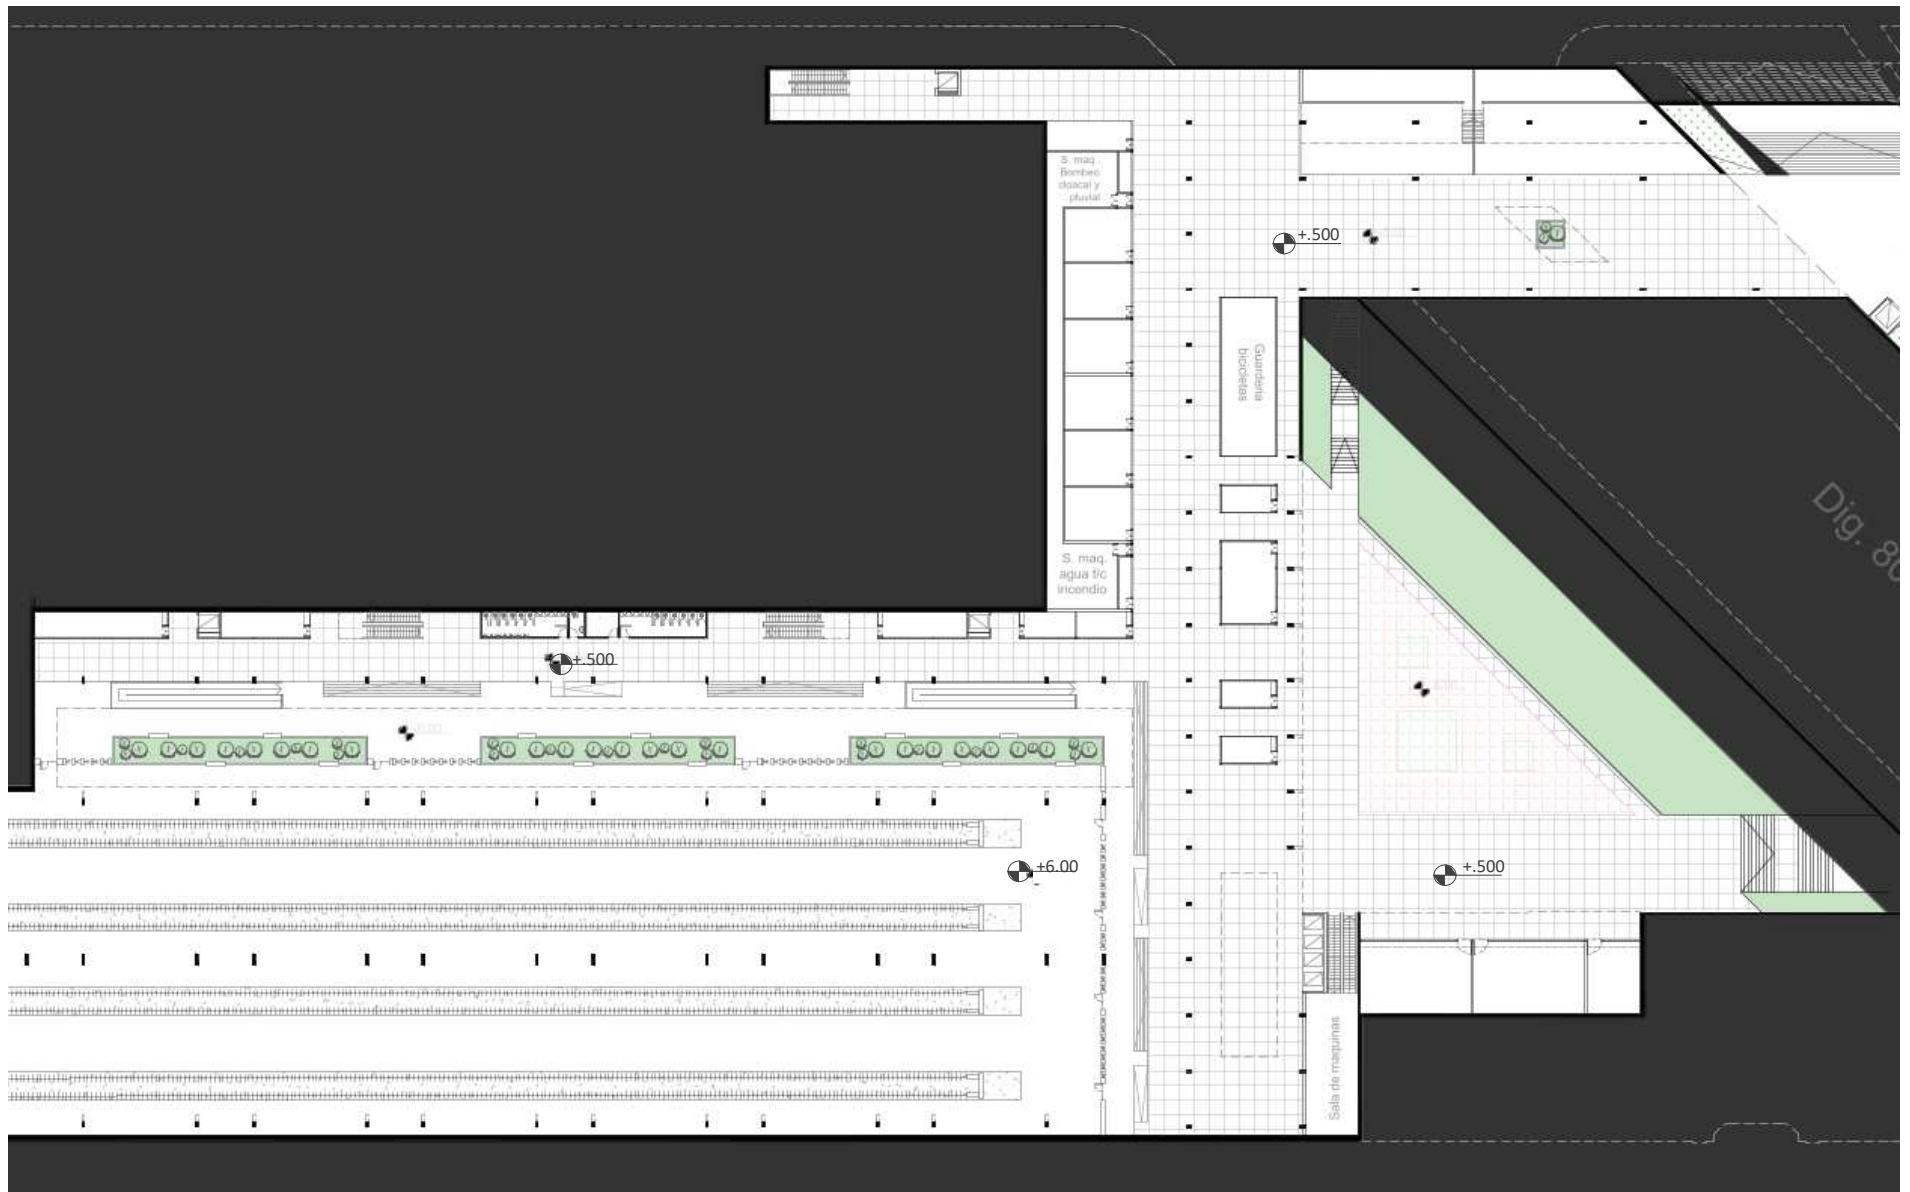 S. maq.
Bombeo
cloacal y
pluvial
+.500
Guardería
bicicletas
Dig. 80
S. maq.
agua f/c
incendio
+.500
+6.00
+.500
Sala de maquinas